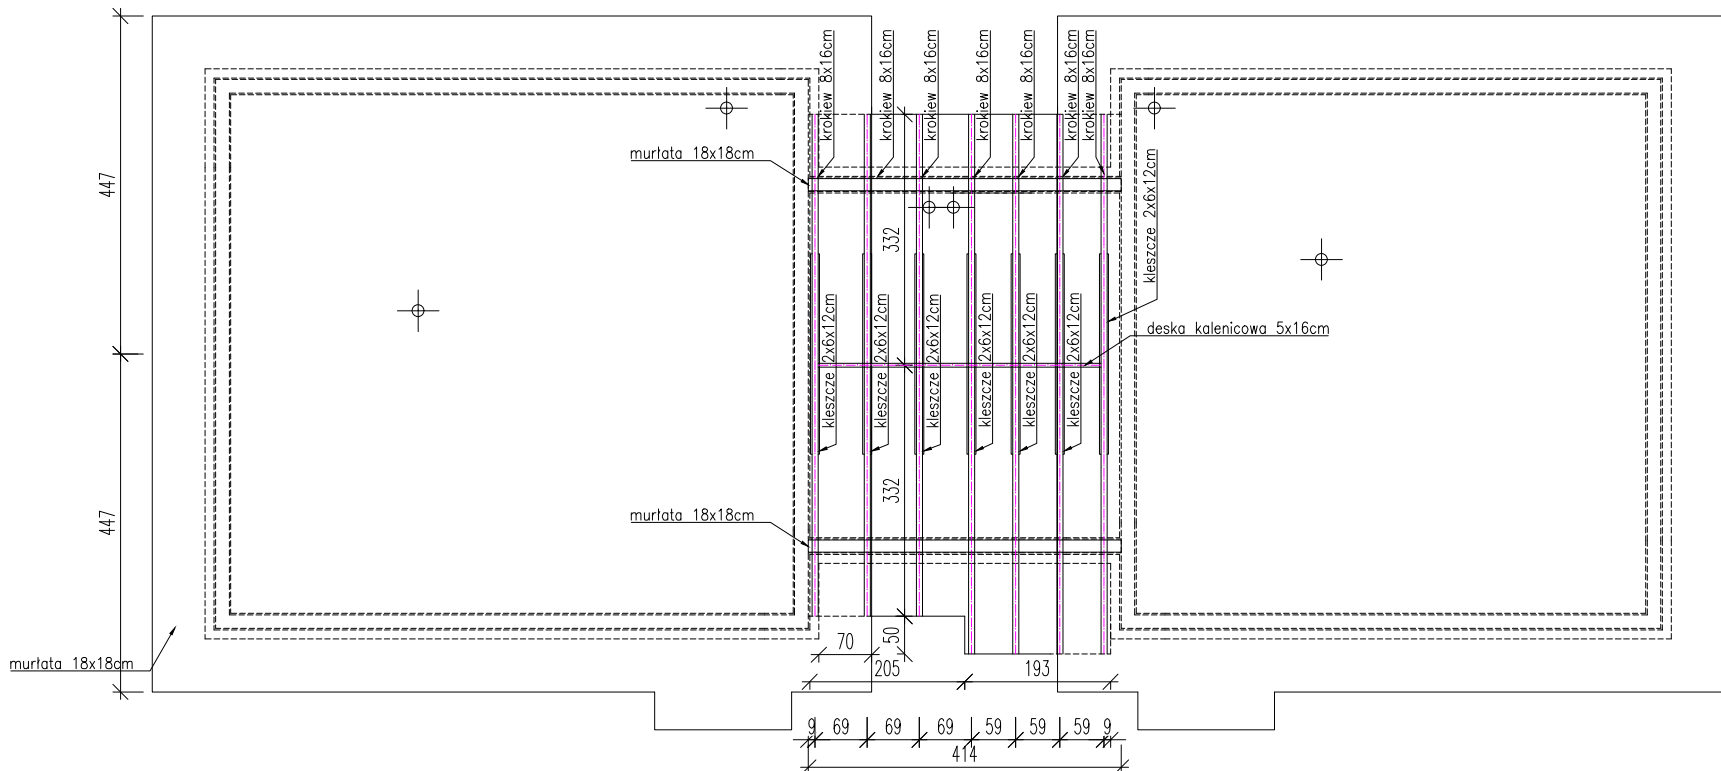 krokiew 8x16cm
krokiew 8x16cm
krokiew 8x16cm
krokiew 8x16cm
krokiew 8x16cm
krokiew 8x16cm
krokiew 8x16cm
murłata 18x18cm
447
332
kleszcze 2x6x12cm
deska kalenicowa 5x16cm
kleszcze 2x6x12cm
kleszcze 2x6x12cm
kleszcze 2x6x12cm
kleszcze 2x6x12cm
kleszcze 2x6x12cm
kleszcze 2x6x12cm
332
447
murłata 18x18cm
murłata 18x18cm
70
50
205
193
9
69
69
69
59
59
59
9
414